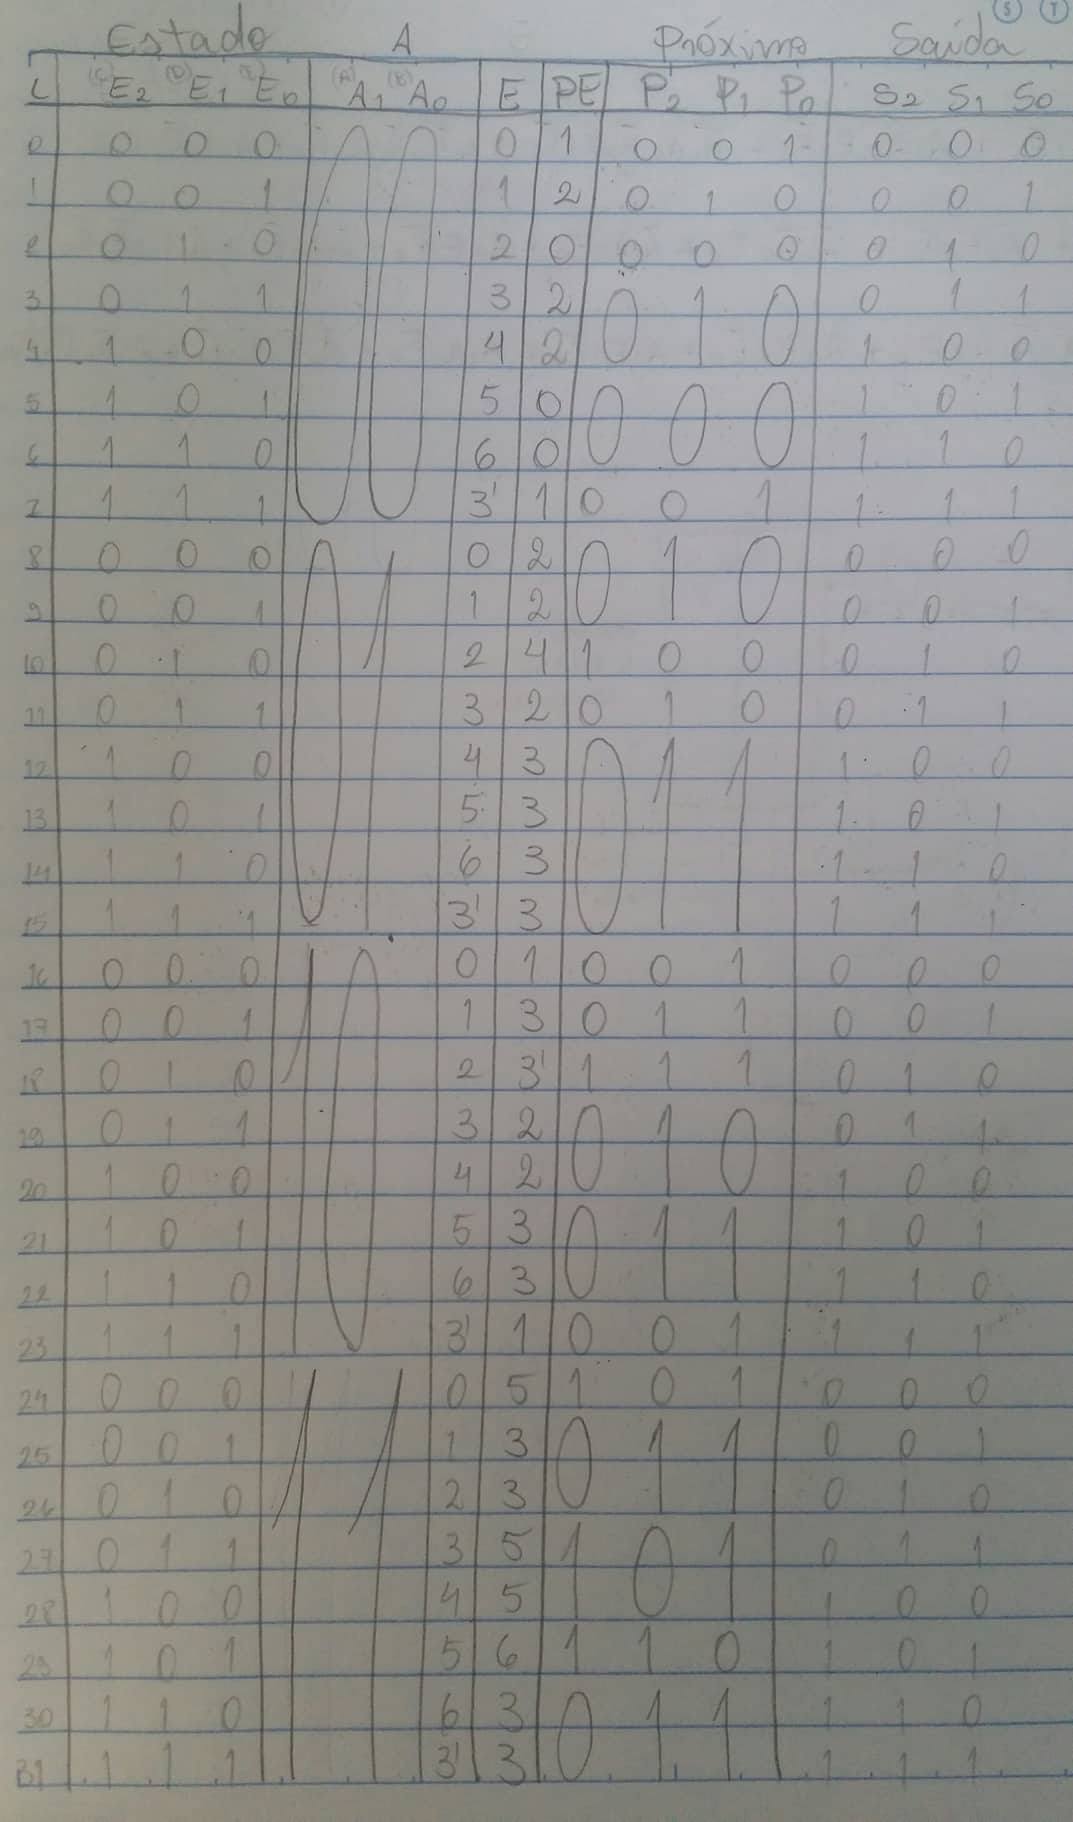 (S) (T)
Estado A Próximo Saída
L (C)E2 (D)E1 (E)E0 (A)A1 (B)A0 E PE P2 P1 P0 S2 S1 S0
0 0 0 0 0 0 0 1 0 0 1 0 0 0
1 0 0 1 1 2 0 1 0 0 0 1
2 0 1 0 2 0 0 0 0 0 1 0
3 0 1 1 3 2 0 1 0 0 1 1
4 1 0 0 4 2 1 0 0
5 1 0 1 5 0 0 0 0 1 0 1
6 1 1 0 6 0 1 1 0
7 1 1 1 3' 1 0 0 1 1 1 1
8 0 0 0 0 1 0 2 0 1 0 0 0 0
9 0 0 1 1 2 0 0 1
10 0 1 0 2 4 1 0 0 0 1 0
11 0 1 1 3 2 0 1 0 0 1 1
12 1 0 0 4 3 0 1 1 1 0 0
13 1 0 1 5 3 1 0 1
14 1 1 0 6 3 1 1 0
15 1 1 1 3' 3 1 1 1
16 0 0 0 1 0 0 1 0 0 1 0 0 0
17 0 0 1 1 3 0 1 1 0 0 1
18 0 1 0 2 3' 1 1 1 0 1 0
19 0 1 1 3 2 0 1 0 0 1 1
20 1 0 0 4 2 1 0 0
21 1 0 1 5 3 0 1 1 1 0 1
22 1 1 0 6 3 1 1 0
23 1 1 1 3' 1 0 0 1 1 1 1
24 0 0 0 1 1 0 5 1 0 1 0 0 0
25 0 0 1 1 3 0 1 1 0 0 1
26 0 1 0 2 3 0 1 0
27 0 1 1 3 5 1 0 1 0 1 1
28 1 0 0 4 5 1 0 0
29 1 0 1 5 6 1 1 0 1 0 1
30 1 1 0 6 3 0 1 1 1 1 0
31 1 1 1 3' 3 1 1 1